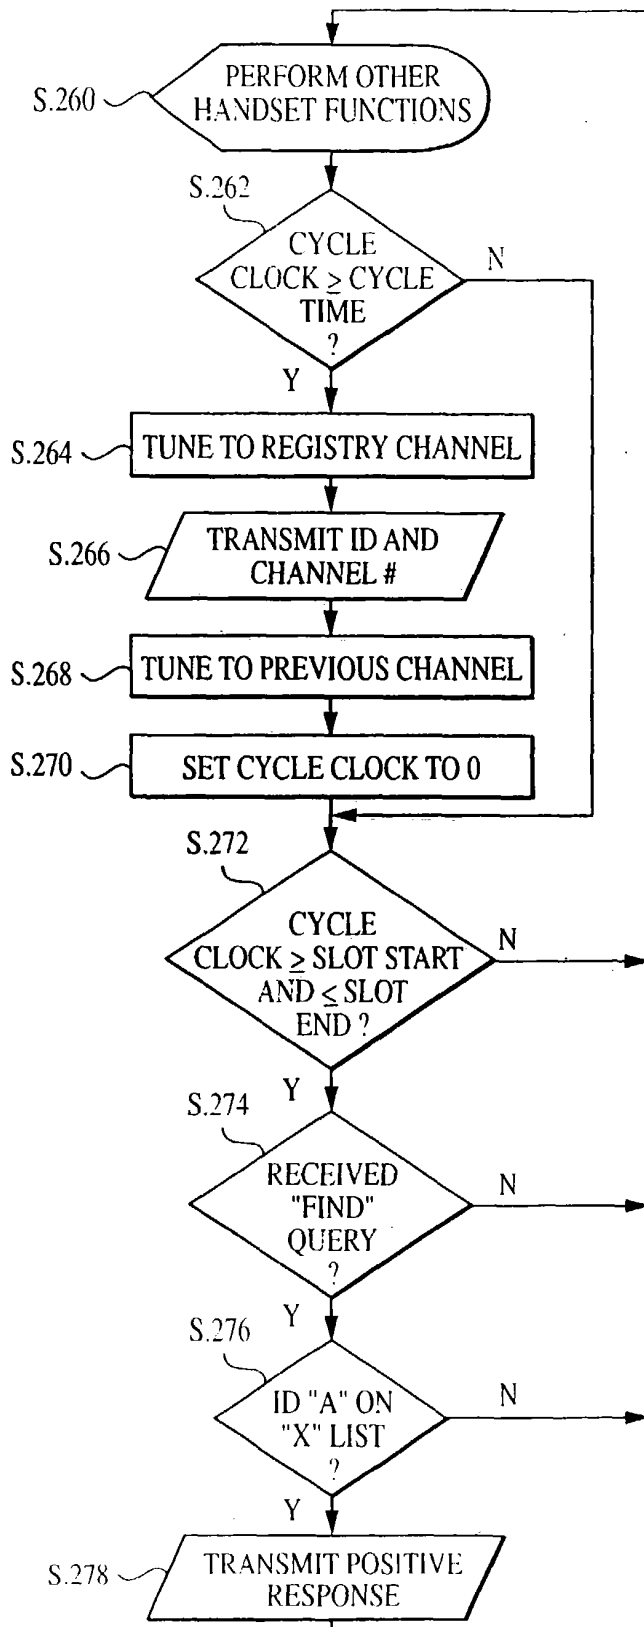 S.260
PERFORM OTHER
HANDSET FUNCTIONS
S.262
CYCLE
CLOCK ≥ CYCLE
TIME
?
N
Y
S.264
TUNE TO REGISTRY CHANNEL
S.266
TRANSMIT ID AND
CHANNEL #
S.268
TUNE TO PREVIOUS CHANNEL
S.270
SET CYCLE CLOCK TO 0
S.272
CYCLE
CLOCK ≥ SLOT START
AND ≤ SLOT
END ?
N
Y
S.274
RECEIVED
"FIND"
QUERY
?
N
Y
S.276
ID "A" ON
"X" LIST
?
N
Y
S.278
TRANSMIT POSITIVE
RESPONSE